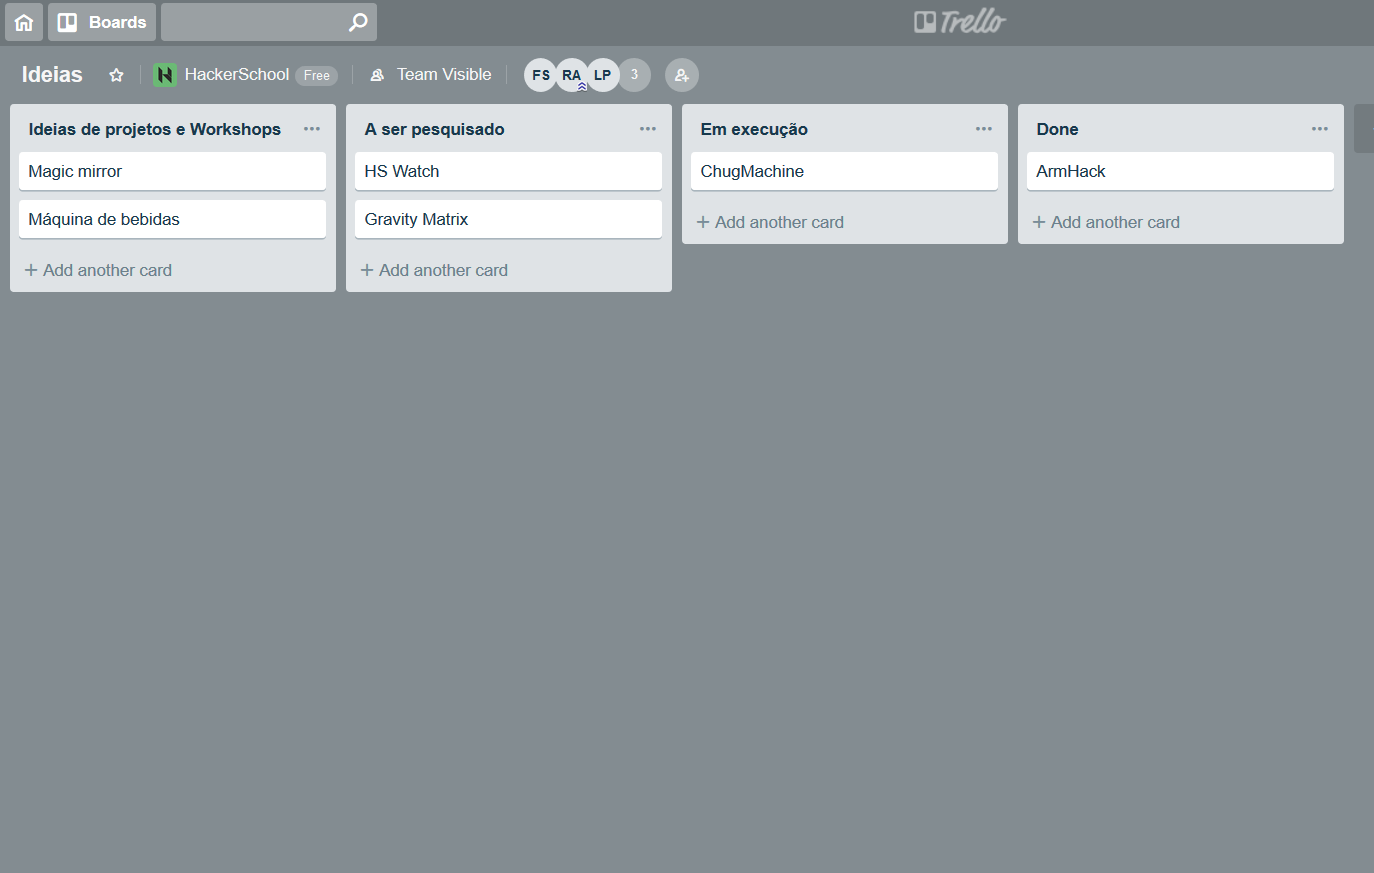 Boards
Trello
Ideias
HackerSchool Free
Team Visible
FS RA LP 3
Ideias de projetos e Workshops
Magic mirror
Máquina de bebidas
+ Add another card
A ser pesquisado
HS Watch
Gravity Matrix
+ Add another card
Em execução
ChugMachine
+ Add another card
Done
ArmHack
+ Add another card